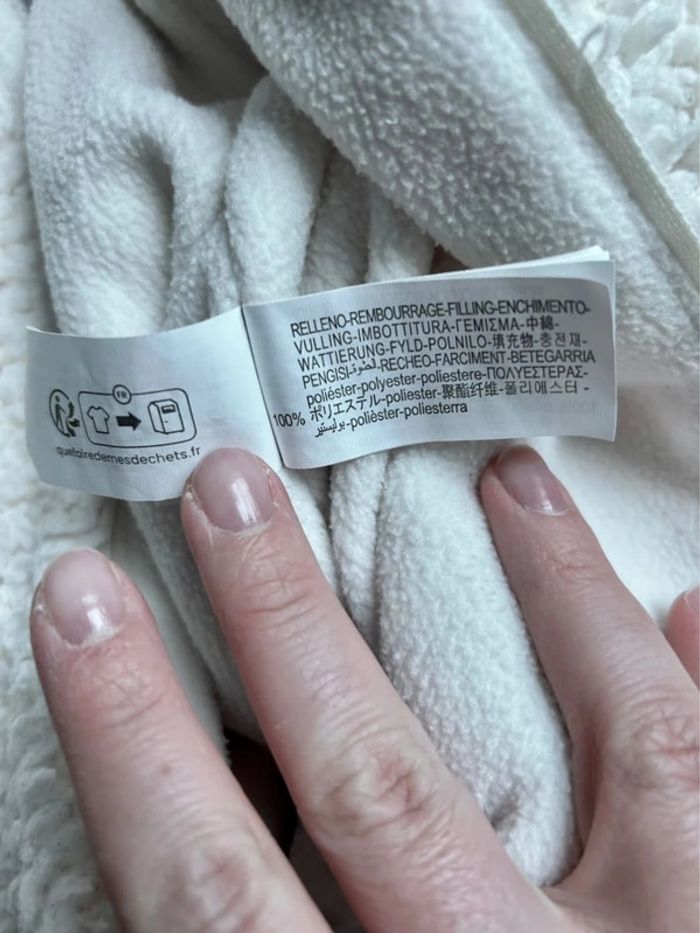 FR
quefairedemesdechets.fr
RELLENO-REMBOURRAGE-FILLING-ENCHIMENTO-
VULLING-IMBOTTITURA-ΓΕΜΙΣΜΑ-中綿-
WATTIERUNG-FYLD-POLNILO-填充物-충전재-
PENGISI-الحشوة-RECHEO-FARCIMENT-BETEGARRIA
poliéster-polyester-poliestere-ΠΟΛΥΕΣΤΕΡΑΣ-
100% ポリエステル-poliester-聚酯纤维-폴리에스터-
بوليستير-polièster-poliesterra